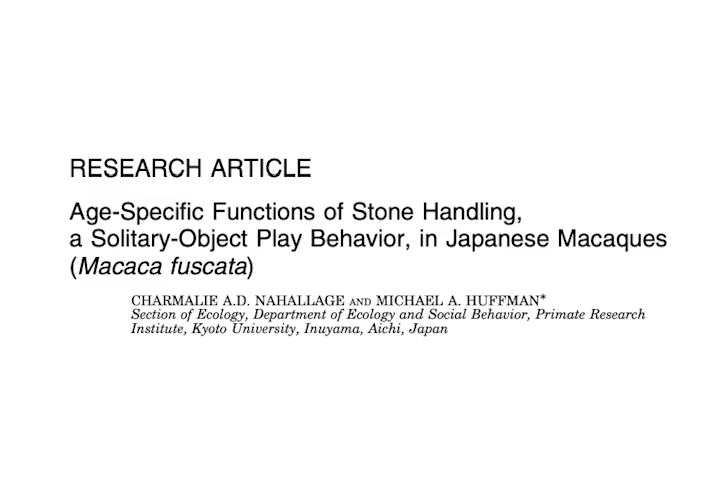 RESEARCH ARTICLE
Age-Specific Functions of Stone Handling,
a Solitary-Object Play Behavior, in Japanese Macaques
(Macaca fuscata)
CHARMALIE A.D. NAHALLAGE AND MICHAEL A. HUFFMAN*
Section of Ecology, Department of Ecology and Social Behavior, Primate Research
Institute, Kyoto University, Inuyama, Aichi, Japan